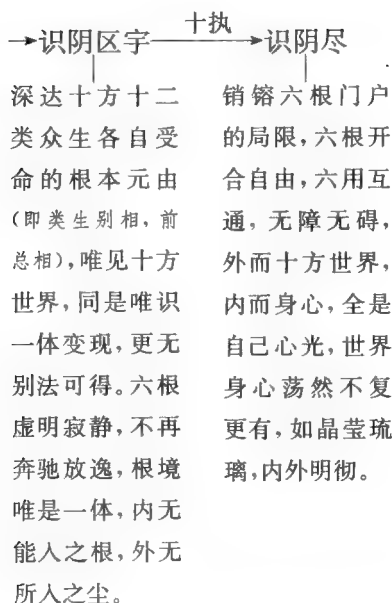 十执
→识阴区宇→识阴尽
深达十方十二
类众生各自受
命的根本元由
(即类生别相，前
总相)，唯见十方
世界，同是唯识
一体变现，更无
别法可得。六根
虚明寂静，不再
奔驰放逸，根境
唯是一体，内无
能入之根，外无
所入之尘。
销镕六根门户
的局限，六根开
合自由，六用互
通，无障无碍，
外而十方世界，
内而身心，全是
自己心光，世界
身心荡然不复
更有，如晶莹琉
璃，内外明彻。